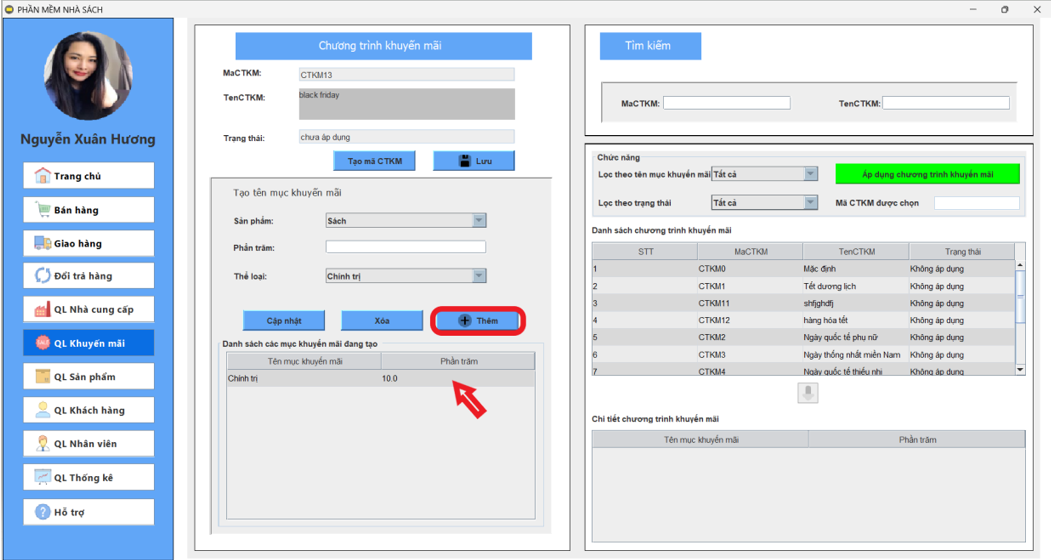 PHẦN MỀM NHÀ SÁCH
Nguyễn Xuân Hương
Trang chủ
Bán hàng
Giao hàng
Đổi trả hàng
QL Nhà cung cấp
QL Khuyến mãi
QL Sản phẩm
QL Khách hàng
QL Nhân viên
QL Thống kê
Hỗ trợ
Chương trình khuyến mãi
MaCTKM: CTKM13
TenCTKM: black friday
Trạng thái: chưa áp dụng
Tạo mã CTKM Lưu
Tạo tên mục khuyến mãi
Sản phẩm: Sách
Phần trăm:
Thể loại: Chính trị
Cập nhật Xóa Thêm
Danh sách các mục khuyến mãi đang tạo
Tên mục khuyến mãi Phần trăm
Chính trị 10.0
Tìm kiếm
MaCTKM: TenCTKM:
Chức năng
Lọc theo tên mục khuyến mãi Tất cả Áp dụng chương trình khuyến mãi
Lọc theo trạng thái Tất cả Mã CTKM được chọn
Danh sách chương trình khuyến mãi
STT MaCTKM TenCTKM Trạng thái
1 CTKM0 Mặc định Không áp dụng
2 CTKM1 Tết dương lịch Không áp dụng
3 CTKM11 shfjghdfj Không áp dụng
4 CTKM12 hàng hóa tết Không áp dụng
5 CTKM2 Ngày quốc tế phụ nữ Không áp dụng
6 CTKM3 Ngày thống nhất miền Nam Không áp dụng
7 CTKM4 Ngày quốc tế thiếu nhi Không áp dụng
Chi tiết chương trình khuyến mãi
Tên mục khuyến mãi Phần trăm